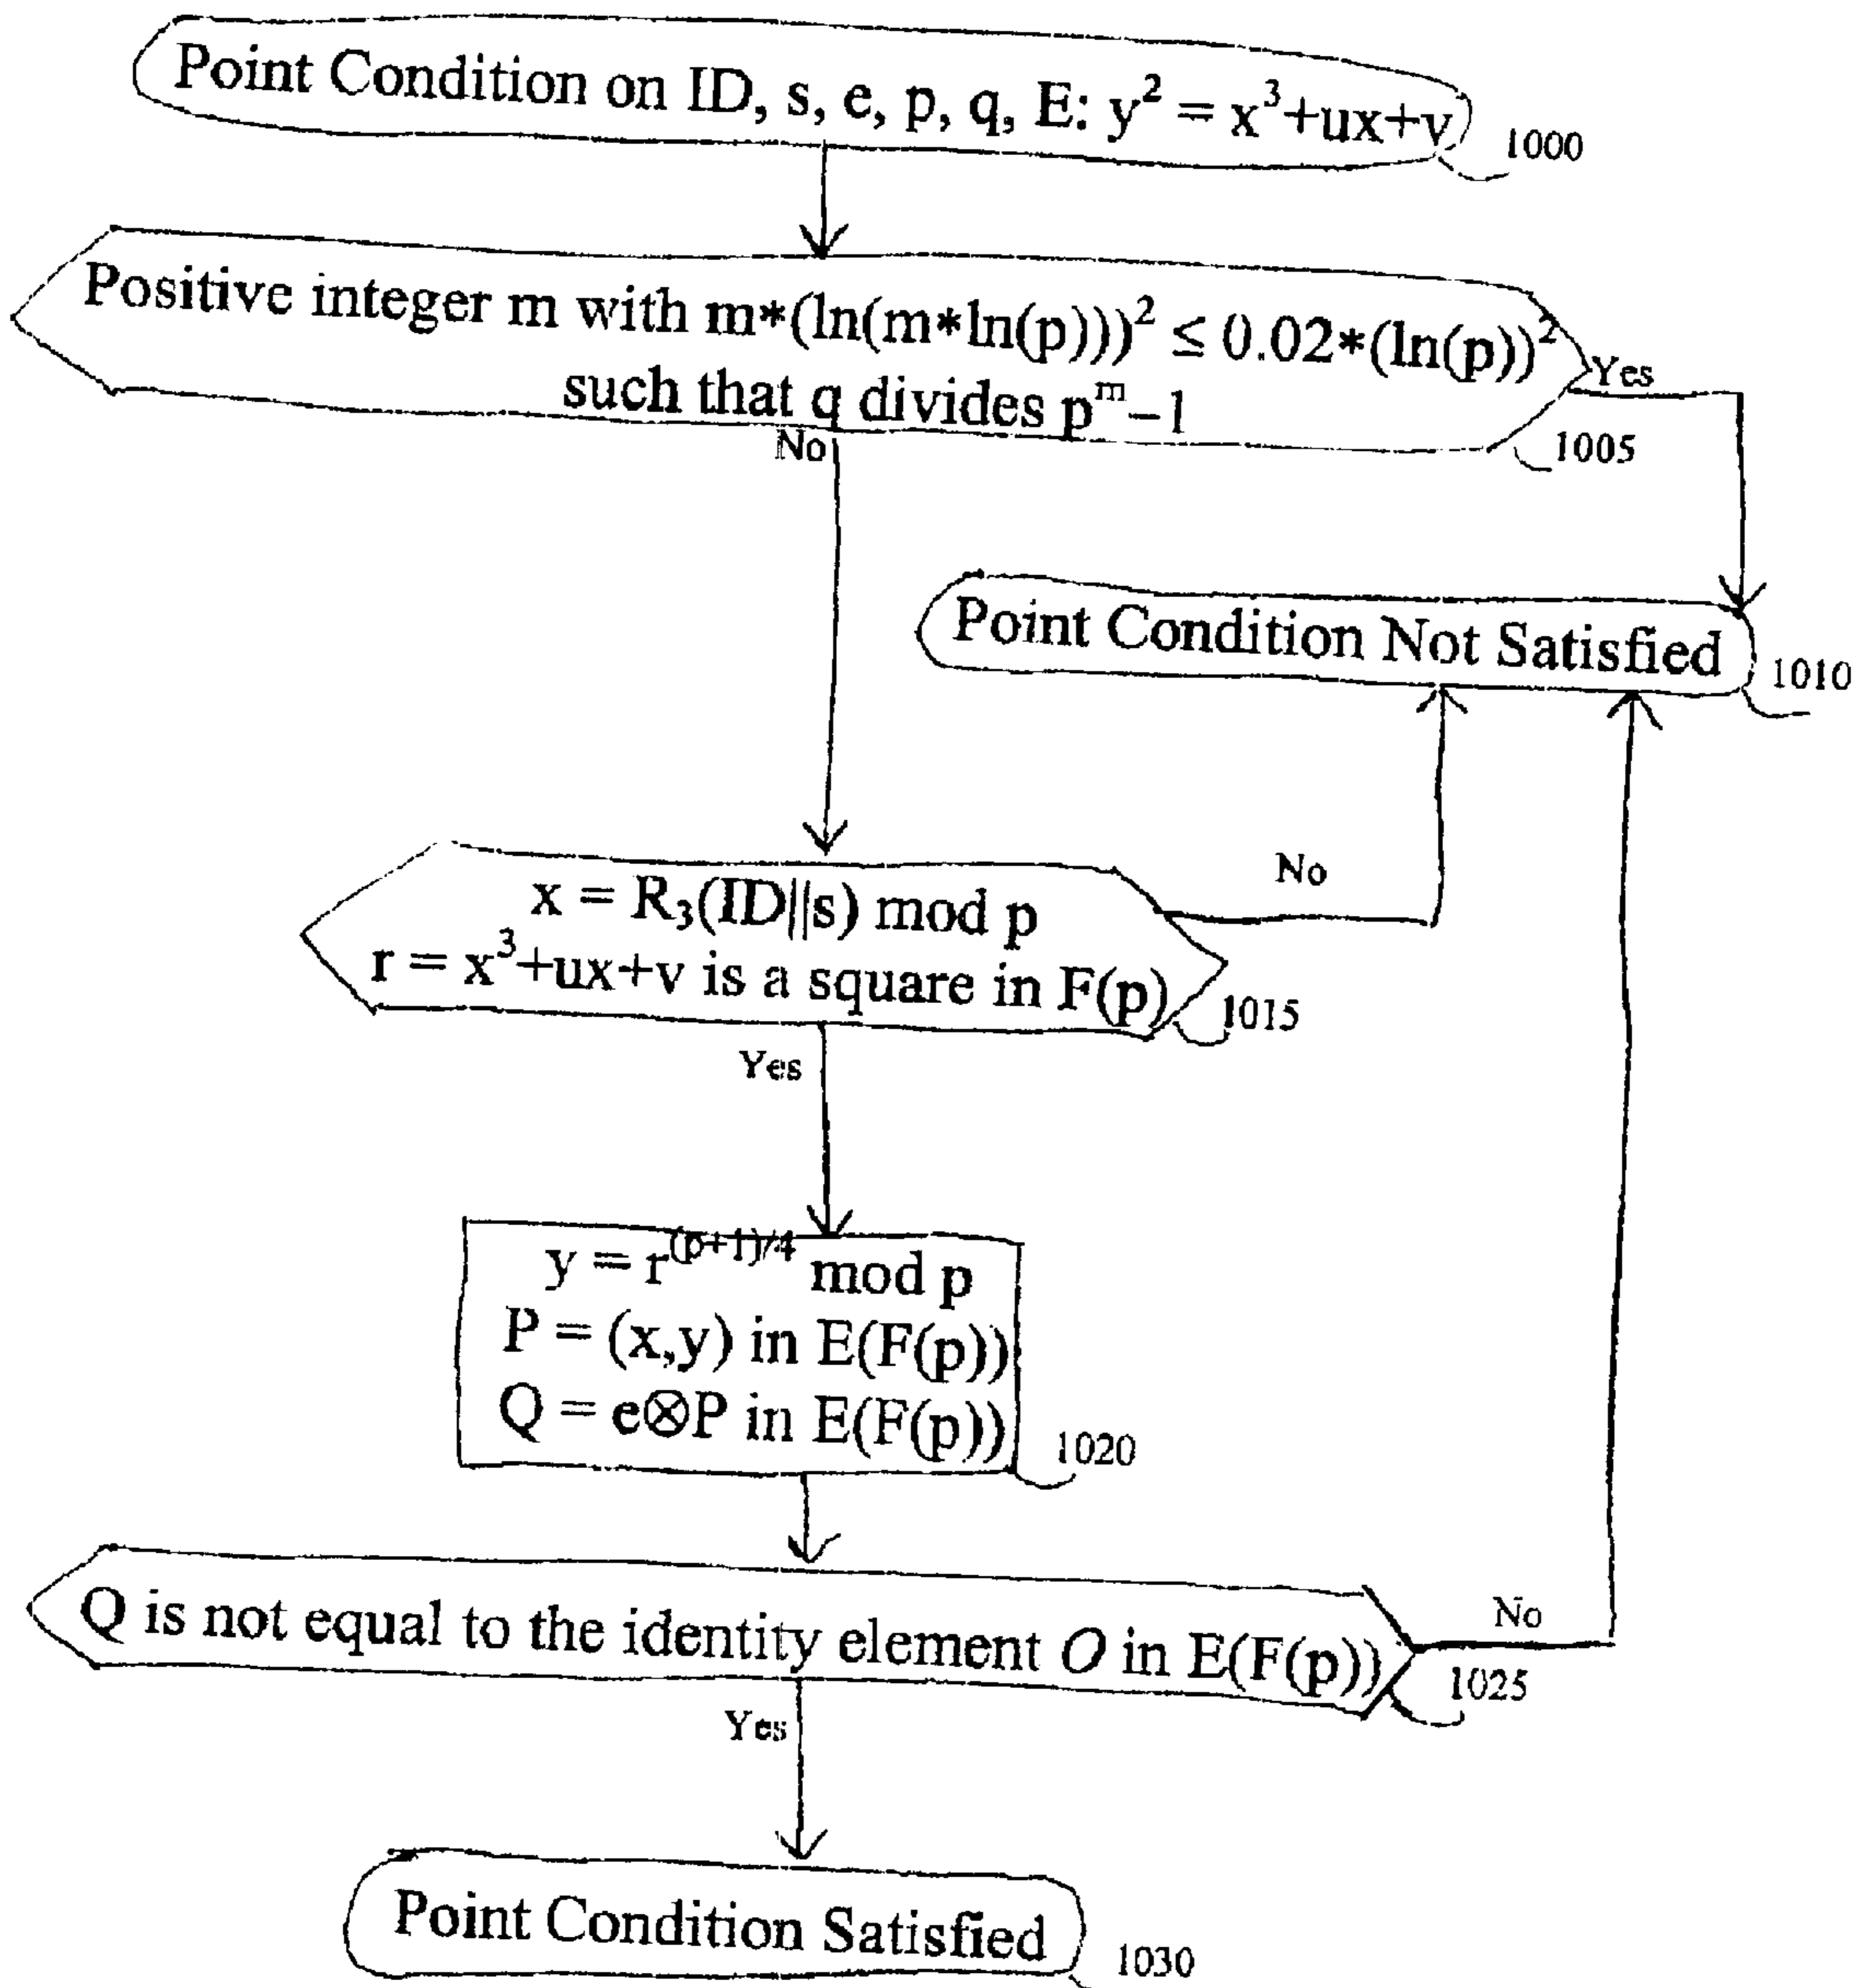 Point Condition on ID, s, e, p, q, E: y² = x³+ux+v
1000
Positive integer m with m*(ln(m*ln(p)))² ≤ 0.02*(ln(p))²
such that q divides pᵐ−1
Yes
1005
No
Point Condition Not Satisfied
1010
x = R₃(ID||s) mod p
r = x³+ux+v is a square in F(p)
No
1015
Yes
y = r^(p+1)/4 mod p
P = (x,y) in E(F(p))
Q = e⊗P in E(F(p))
1020
Q is not equal to the identity element O in E(F(p))
No
1025
Yes
Point Condition Satisfied
1030